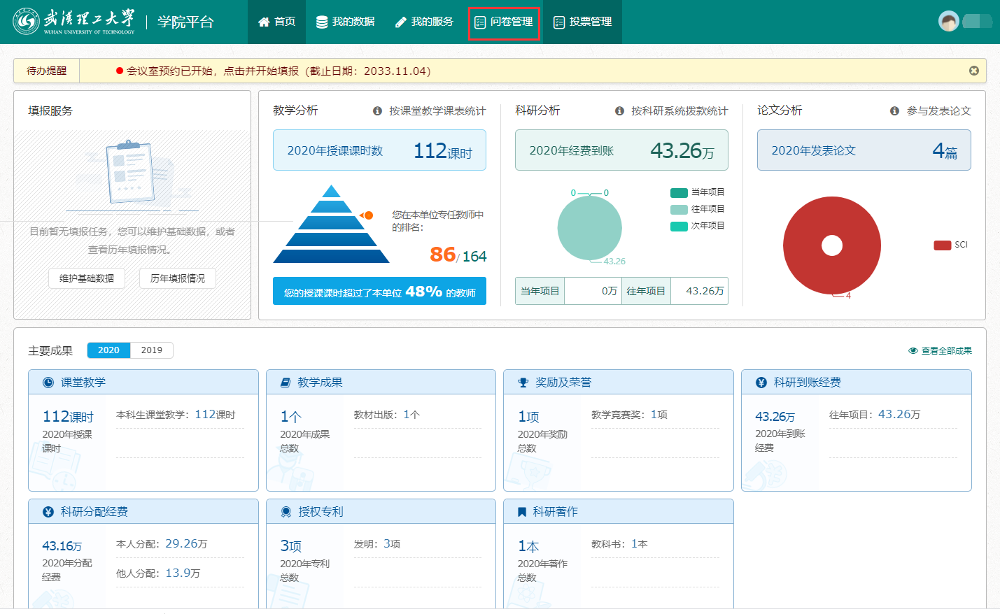 武漢理工大學
WUHAN UNIVERSITY OF TECHNOLOGY
学院平台
首页
我的数据
我的服务
问卷管理
投票管理
待办提醒
会议室预约已开始，点击并开始填报（截止日期：2033.11.04）
填报服务
目前暂无填报任务，您可以维护基础数据，或者
查看历年填报情况。
维护基础数据
历年填报情况
教学分析
按课堂教学课表统计
2020年授课课时数
112课时
您在本单位专任教师中
的排名：
86/ 164
您的授课课时超过了本单位 48% 的教师
科研分析
按科研系统拨款统计
2020年经费到账
43.26万
0
0
43.26
当年项目
往年项目
次年项目
当年项目
0万
往年项目
43.26万
论文分析
参与发表论文
2020年发表论文
4篇
4
SCI
主要成果
2020
2019
查看全部成果
课堂教学
112课时
2020年授课
课时
本科生课堂教学：112课时
教学成果
1个
2020年成果
总数
教材出版：1个
奖励及荣誉
1项
2020年奖励
总数
教学竞赛奖：1项
科研到账经费
43.26万
2020年到账
经费
往年项目：43.26万
科研分配经费
43.16万
2020年分配
经费
本人分配：29.26万
他人分配：13.9万
授权专利
3项
2020年专利
总数
发明：3项
科研著作
1本
2020年著作
总数
教科书：1本